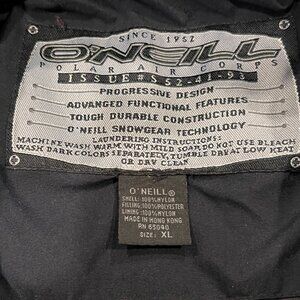 SINCE 1952
O'NEILL
POLAR AIR CORPS
ISSUE# S 52-41-93
PROGRESSIVE DESIGN
ADVANCED FUNCTIONAL FEATURES
TOUGH DURABLE CONSTRUCTION
O'NEILL SNOWGEAR TECHNOLOGY
LAUNDERING INSTRUCTIONS:
MACHINE WASH WARM WITH MILD SOAP. DO NOT USE BLEACH
WASH DARK COLORS SEPARATELY, TUMBLE DRY AT LOW HEAT
OR DRY CLEAR
O'NEILL®
SHELL: 100% NYLON
FILLING: 100% POLYESTER
LINING: 100% NYLON
MADE IN HONG KONG
RN 65040
SIZE: XL